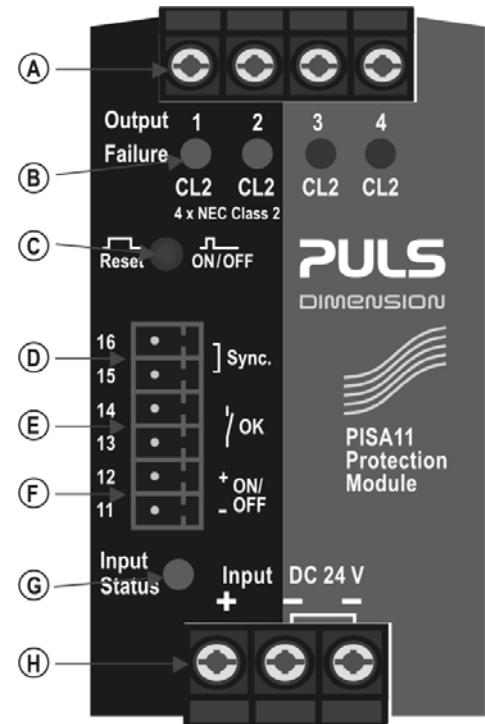 A
Output 1 2 3 4
B
Failure
CL2 CL2 CL2 CL2
4 x NEC Class 2
C
Reset ON/OFF
PULS
DIMENSION
D
16
15
Sync.
E
14
13
OK
PISA11
Protection
Module
F
12
11
+ ON/
- OFF
G
Input
Status
Input DC 24 V
+ - -
H